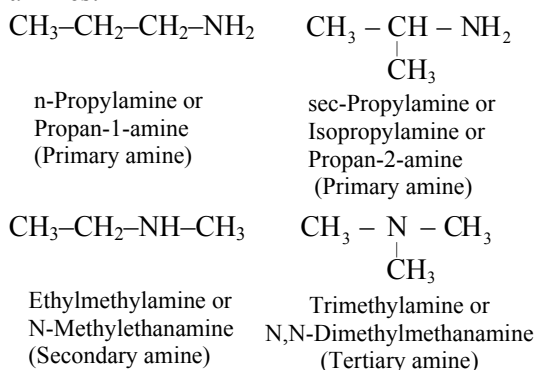 CH₃–CH₂–CH₂–NH₂
n-Propylamine or
Propan-1-amine
(Primary amine)
CH₃ – CH – NH₂
|
CH₃
sec-Propylamine or
Isopropylamine or
Propan-2-amine
(Primary amine)
CH₃–CH₂–NH–CH₃
Ethylmethylamine or
N-Methylethanamine
(Secondary amine)
CH₃ – N – CH₃
|
CH₃
Trimethylamine or
N,N-Dimethylmethanamine
(Tertiary amine)